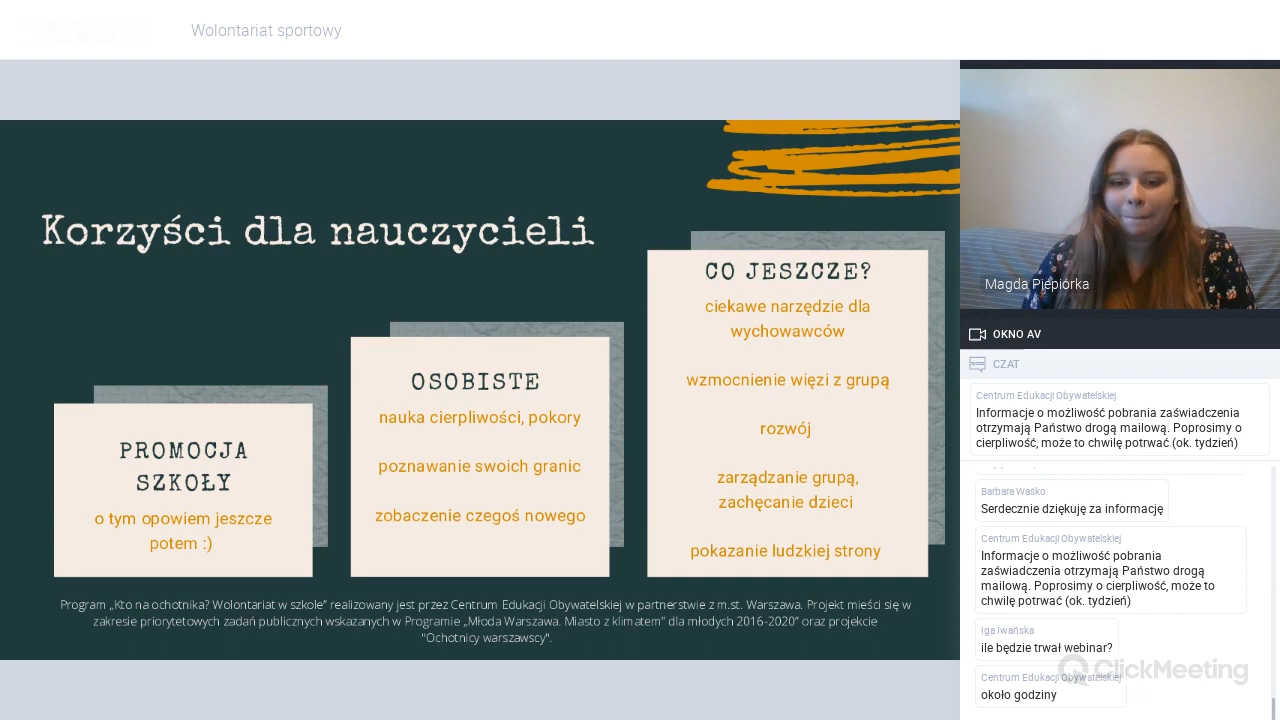 Wolontariat sportowy
Korzyści dla nauczycieli
PROMOCJA
SZKOŁY
o tym opowiem jeszcze
potem :)
OSOBISTE
nauka cierpliwości, pokory
poznawanie swoich granic
zobaczenie czegoś nowego
CO JESZCZE?
ciekawe narzędzie dla
wychowawców
wzmocnienie więzi z grupą
rozwój
zarządzanie grupą,
zachęcanie dzieci
pokazanie ludzkiej strony
Program „Kto na ochotnika? Wolontariat w szkole” realizowany jest przez Centrum Edukacji Obywatelskiej w partnerstwie z m.st. Warszawa. Projekt mieści się w
zakresie priorytetowych zadań publicznych wskazanych w Programie „Młoda Warszawa. Miasto z klimatem” dla młodych 2016-2020” oraz projekcie
"Ochotnicy warszawscy".
Magda Piepiórka
OKNO AV
CZAT
Centrum Edukacji Obywatelskiej
Informacje o możliwość pobrania zaświadczenia
otrzymają Państwo drogą mailową. Poprosimy o
cierpliwość, może to chwilę potrwać (ok. tydzień)
Barbara Waśko
Serdecznie dziękuję za informację
Centrum Edukacji Obywatelskiej
Informacje o możliwość pobrania
zaświadczenia otrzymają Państwo drogą
mailową. Poprosimy o cierpliwość, może to
chwilę potrwać (ok. tydzień)
Iga Iwańska
ile będzie trwał webinar?
Centrum Edukacji Obywatelskiej
około godziny
ClickMeeting